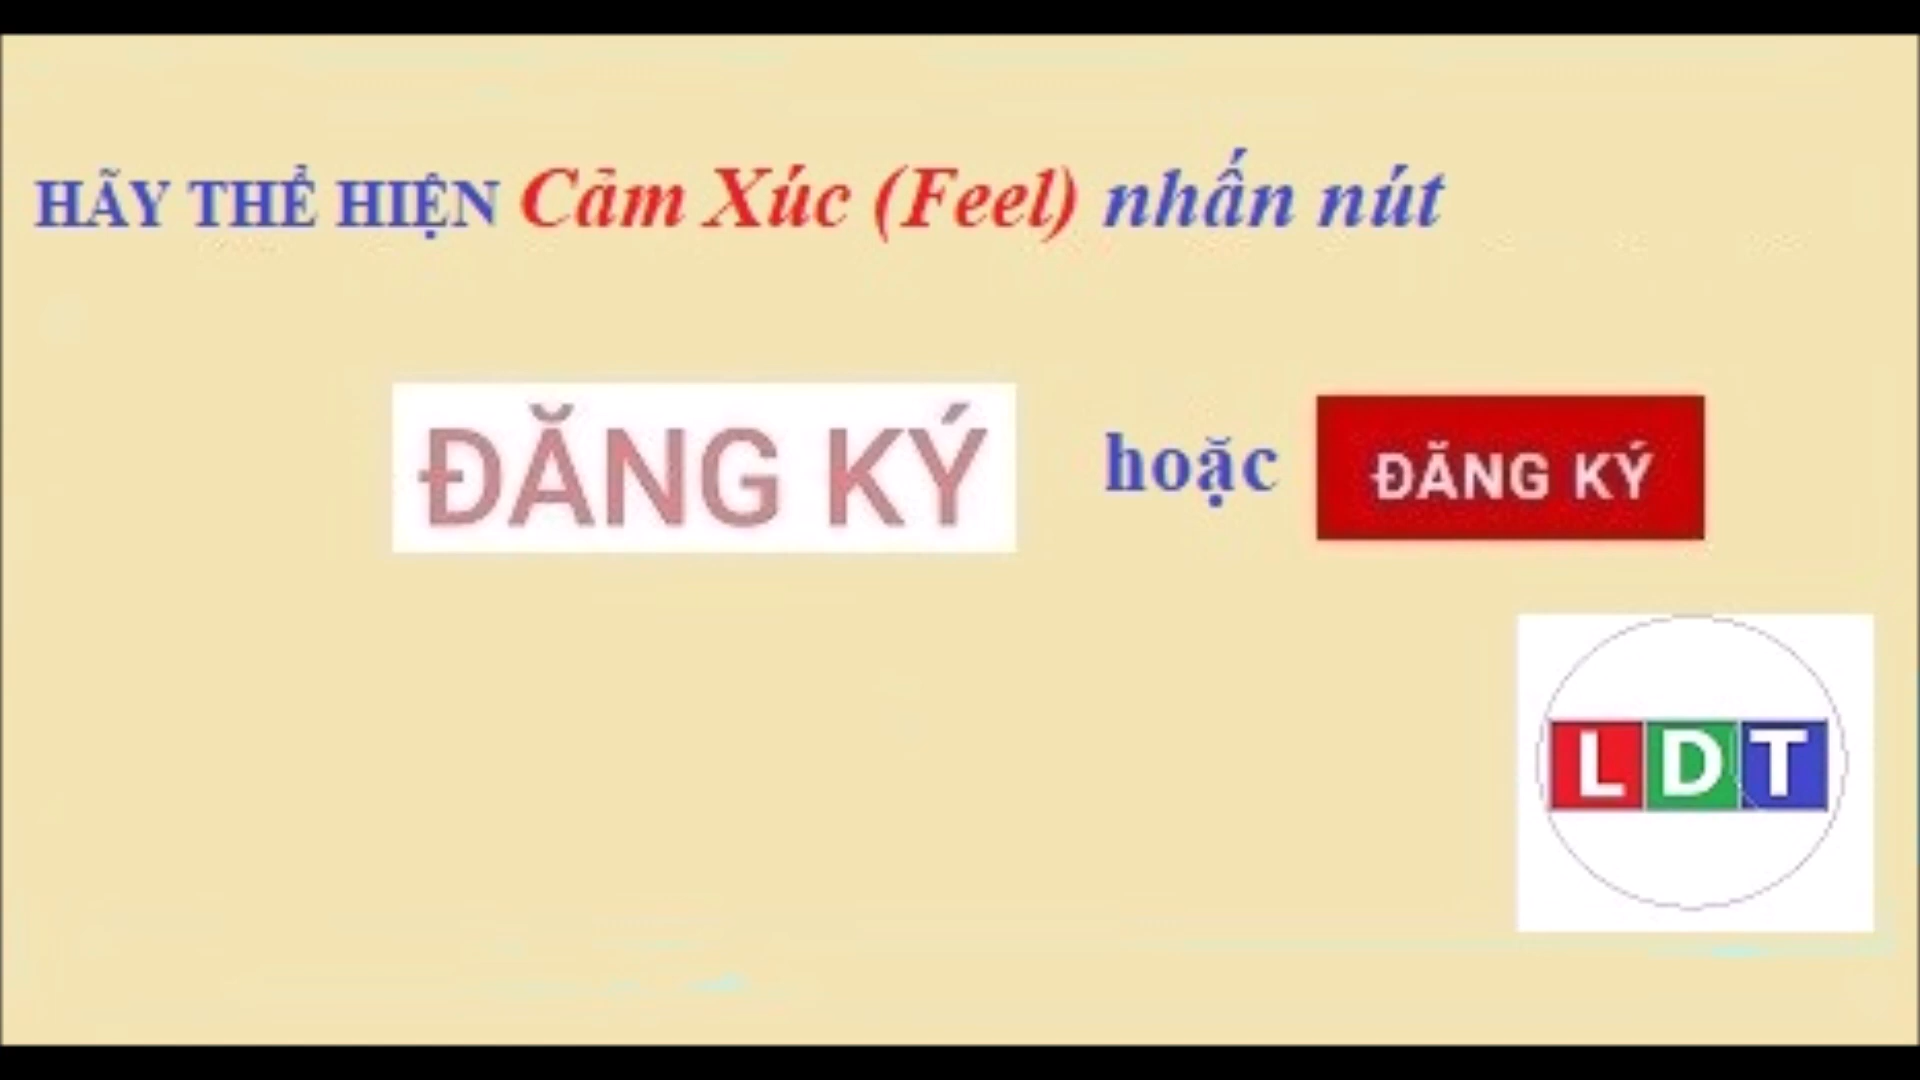 HÃY THỂ HIỆN Cảm Xúc (Feel) nhấn nút
ĐĂNG KÝ hoặc ĐĂNG KÝ
LDT